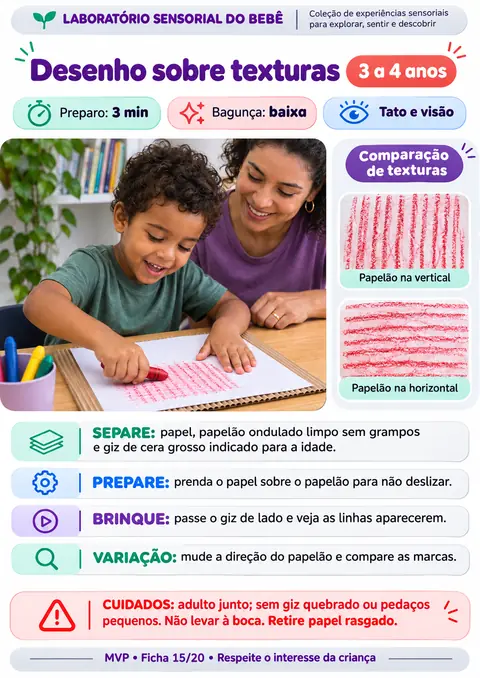 LABORATÓRIO SENSORIAL DO BEBÊ
Coleção de experiências sensoriais
para explorar, sentir e descobrir
Desenho sobre texturas
3 a 4 anos
Preparo: 3 min
Bagunça: baixa
Tato e visão
Comparação
de texturas
Papelão na vertical
Papelão na horizontal
SEPARE: papel, papelão ondulado limpo sem grampos
e giz de cera grosso indicado para a idade.
PREPARE: prenda o papel sobre o papelão para não deslizar.
BRINQUE: passe o giz de lado e veja as linhas aparecerem.
VARIAÇÃO: mude a direção do papelão e compare as marcas.
CUIDADOS: adulto junto; sem giz quebrado ou pedaços
pequenos. Não levar à boca. Retire papel rasgado.
MVP • Ficha 15/20 • Respeite o interesse da criança